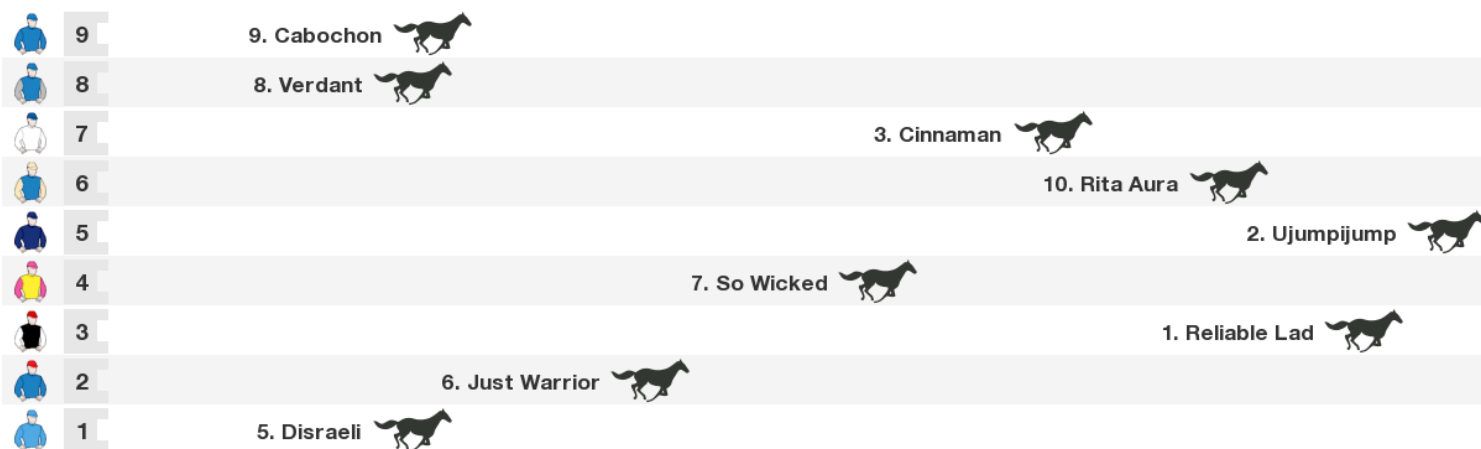 9 9. Cabochon
8 8. Verdant
7 3. Cinnaman
6 10. Rita Aura
5 2. Ujumpijump
4 7. So Wicked
3 1. Reliable Lad
2 6. Just Warrior
1 5. Disraeli